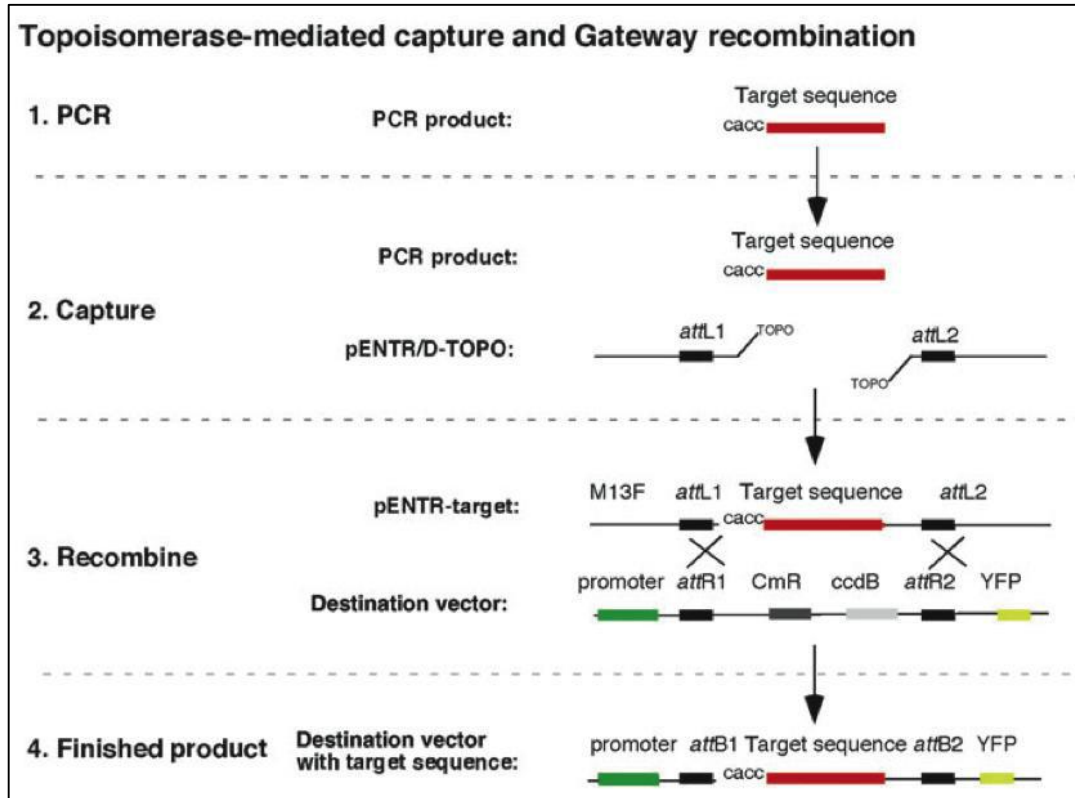 Topoisomerase-mediated capture and Gateway recombination
1. PCR
PCR product:
Target sequence
cacc
PCR product:
Target sequence
cacc
2. Capture
pENTR/D-TOPO:
attL1
TOPO
attL2
TOPO
M13F attL1 Target sequence attL2
pENTR-target:
cacc
3. Recombine
promoter attR1 CmR ccdB attR2 YFP
Destination vector:
4. Finished product
Destination vector
with target sequence:
promoter attB1 Target sequence attB2 YFP
cacc